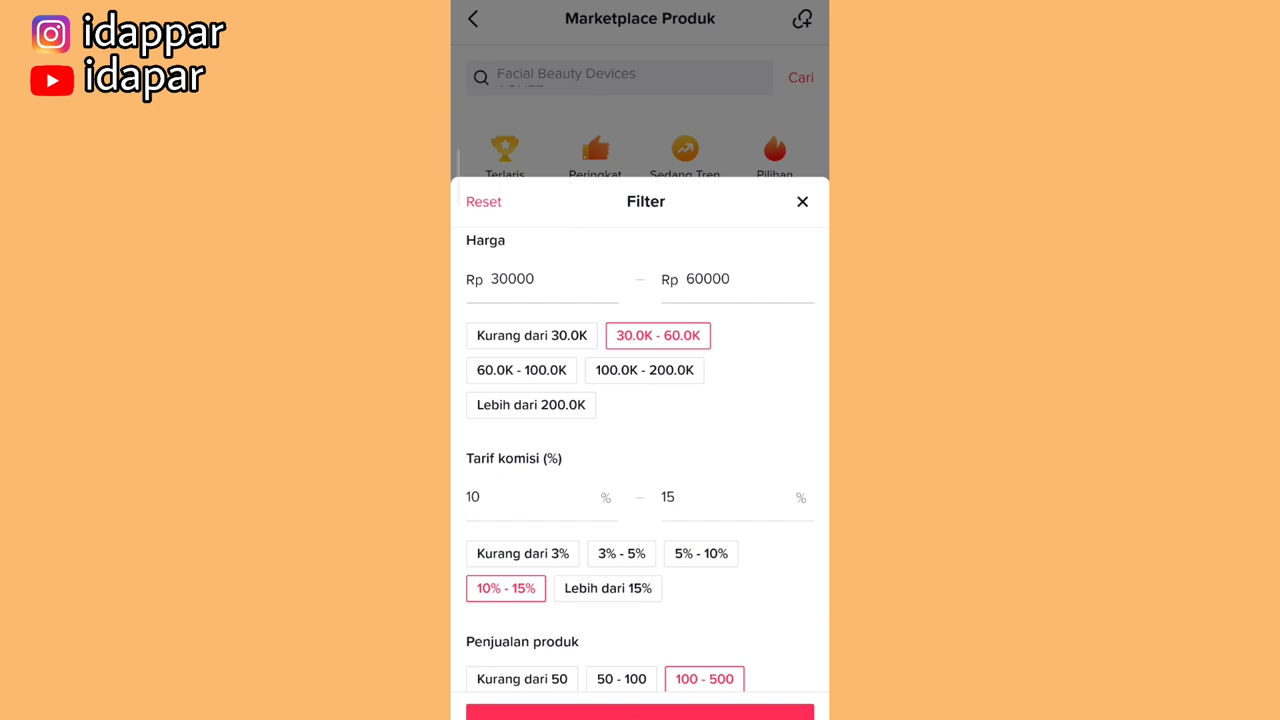 idappar
idapar
Marketplace Produk
Facial Beauty Devices
Cari
Terlaris
Peringkat
Sedang Tren
Pilihan
Reset
Filter
Harga
Rp 30000 – Rp 60000
Kurang dari 30.0K
30.0K - 60.0K
60.0K - 100.0K
100.0K - 200.0K
Lebih dari 200.0K
Tarif komisi (%)
10 % – 15 %
Kurang dari 3%
3% - 5%
5% - 10%
10% - 15%
Lebih dari 15%
Penjualan produk
Kurang dari 50
50 - 100
100 - 500